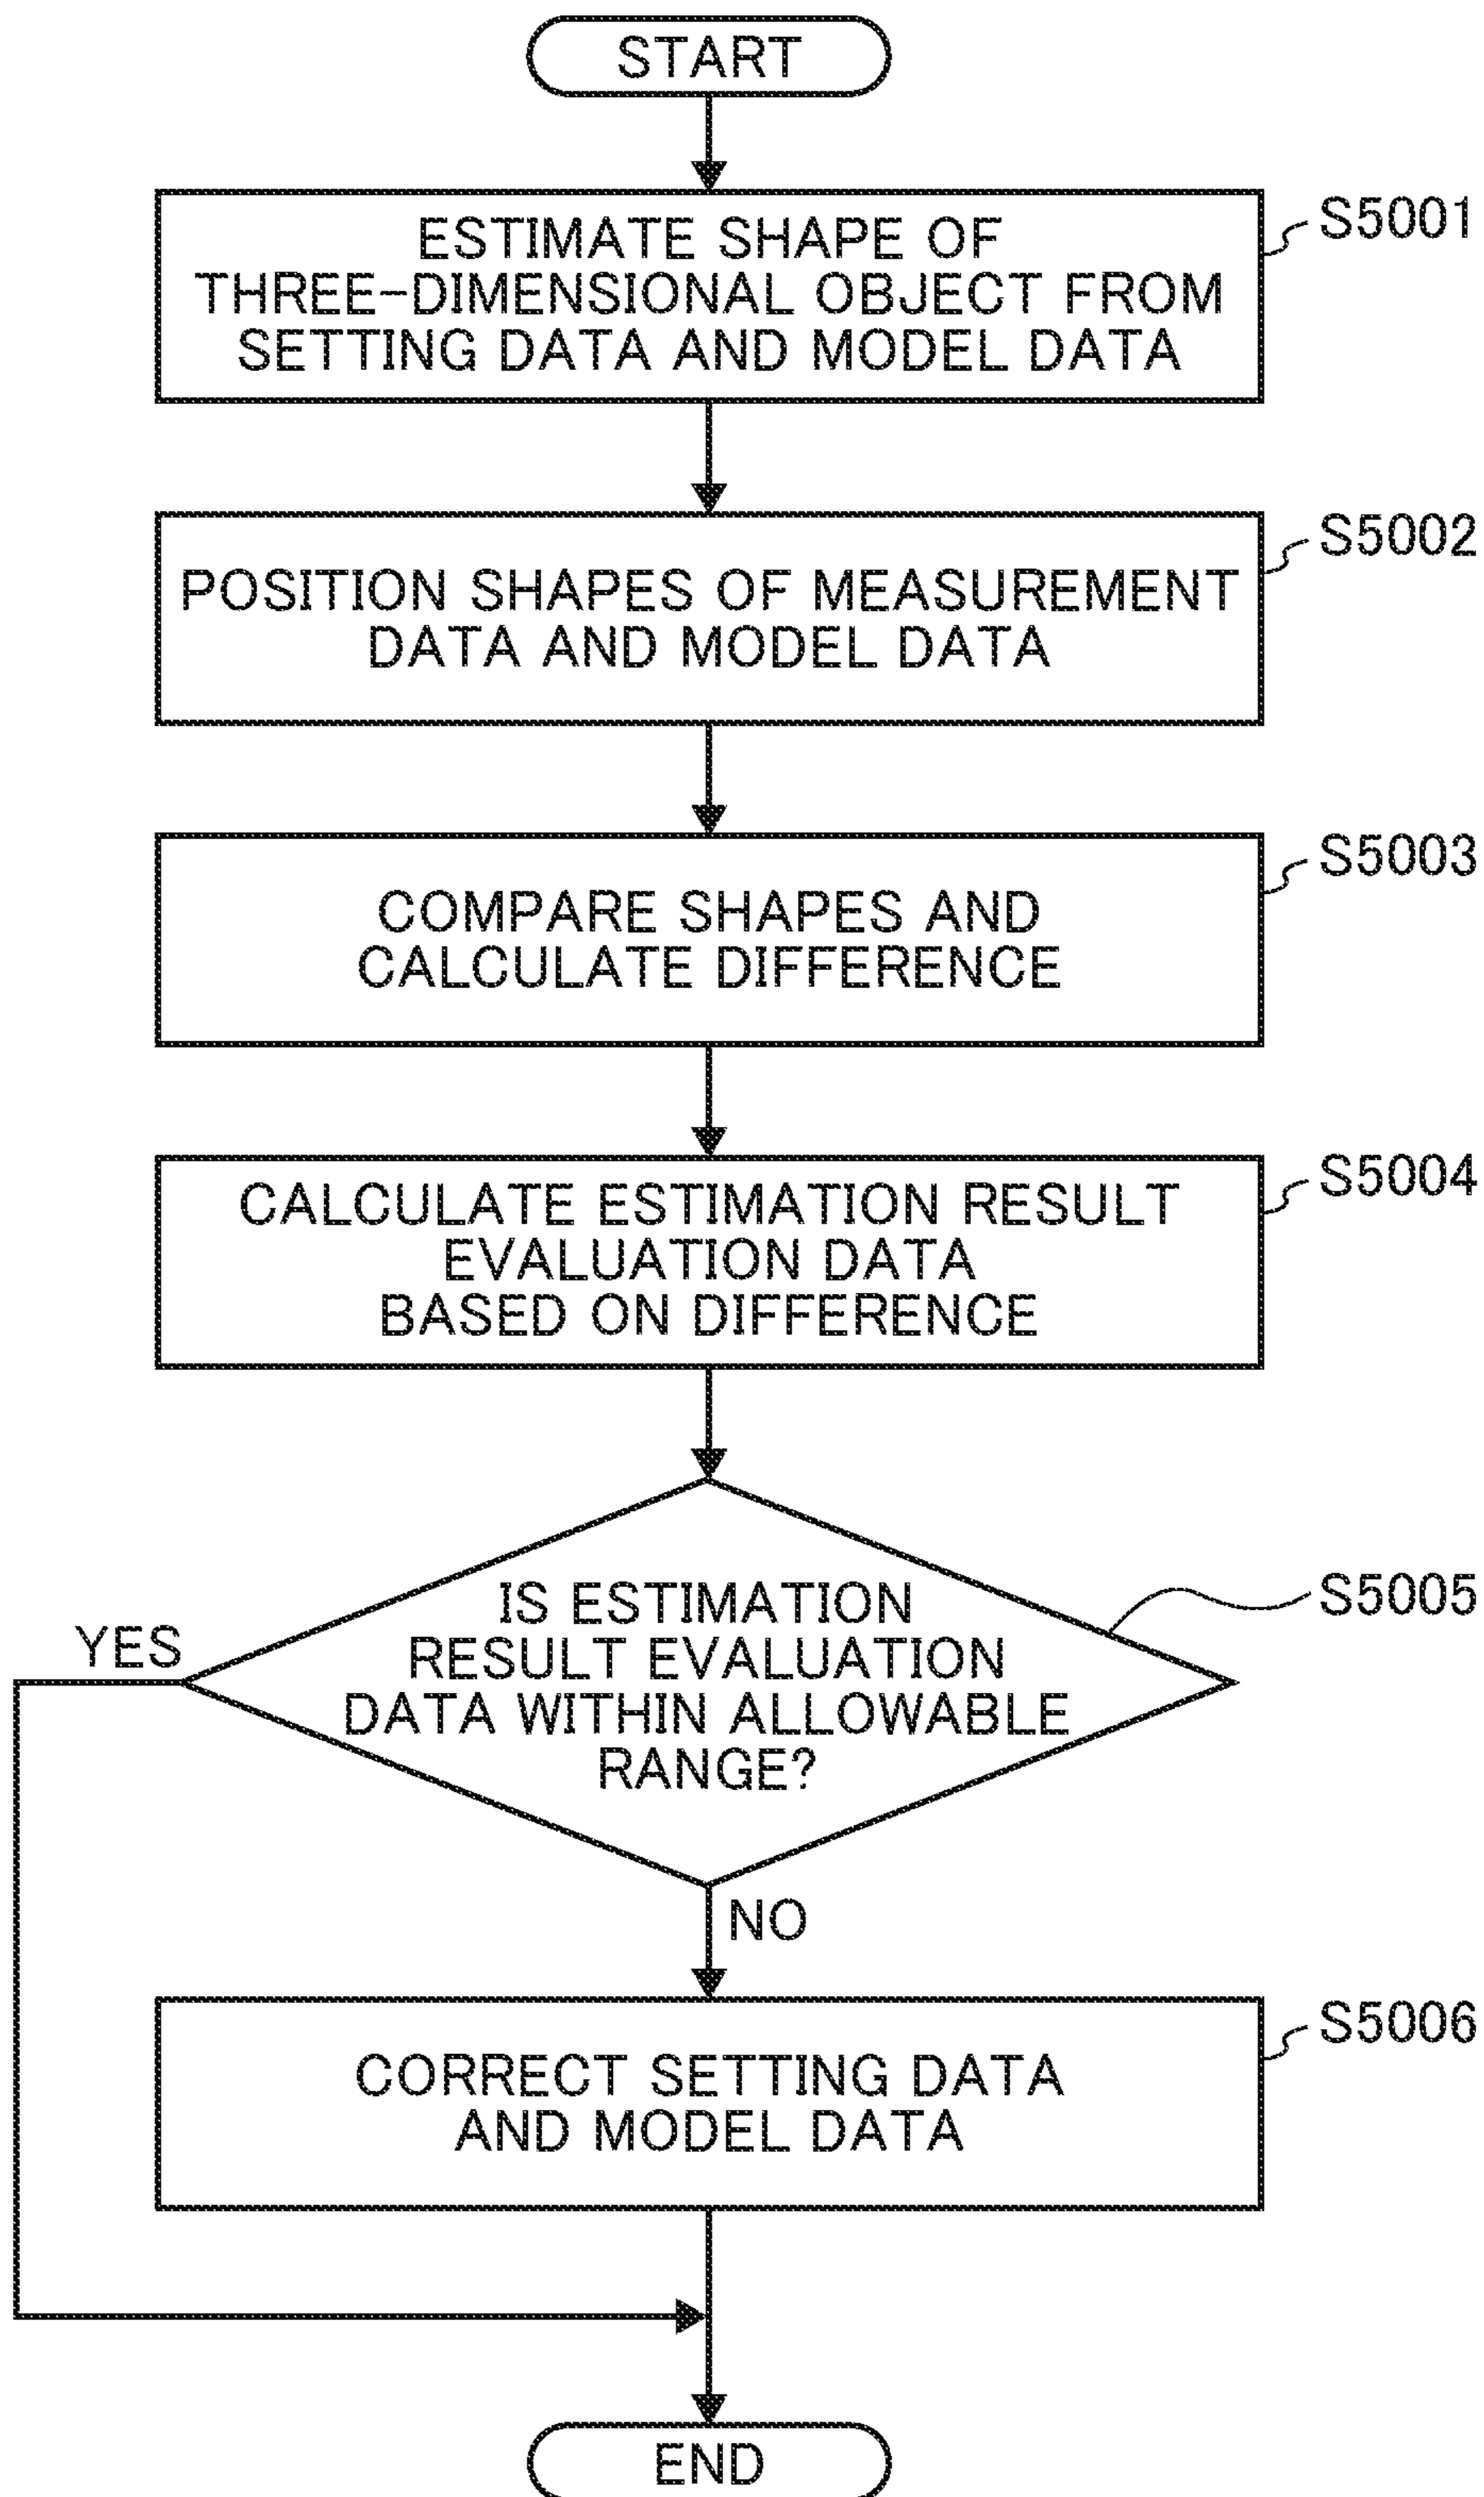 START
ESTIMATE SHAPE OF
THREE-DIMENSIONAL OBJECT FROM
SETTING DATA AND MODEL DATA
S5001
POSITION SHAPES OF MEASUREMENT
DATA AND MODEL DATA
S5002
COMPARE SHAPES AND
CALCULATE DIFFERENCE
S5003
CALCULATE ESTIMATION RESULT
EVALUATION DATA
BASED ON DIFFERENCE
S5004
IS ESTIMATION
RESULT EVALUATION
DATA WITHIN ALLOWABLE
RANGE?
S5005
YES
NO
CORRECT SETTING DATA
AND MODEL DATA
S5006
END